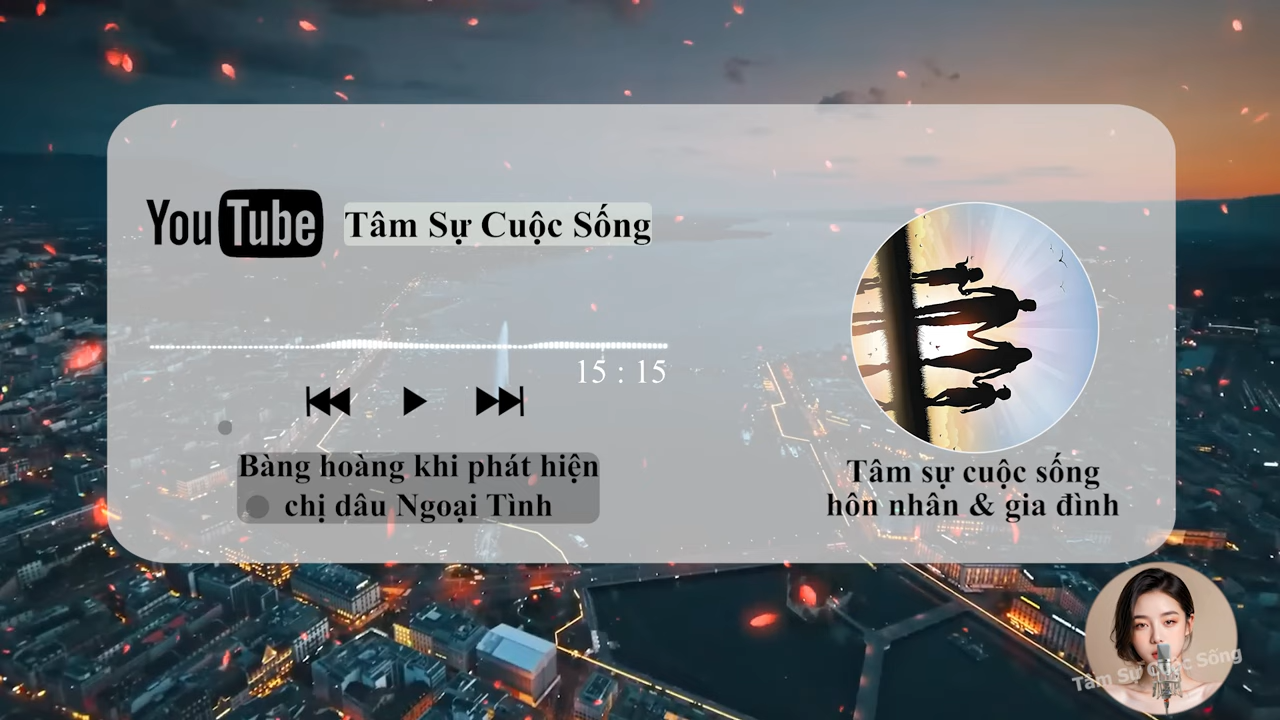 YouTube Tâm Sự Cuộc Sống
15 : 15
Bàng hoàng khi phát hiện
chị dâu Ngoại Tình
Tâm sự cuộc sống
hôn nhân & gia đình
Tâm Sự Cuộc Sống